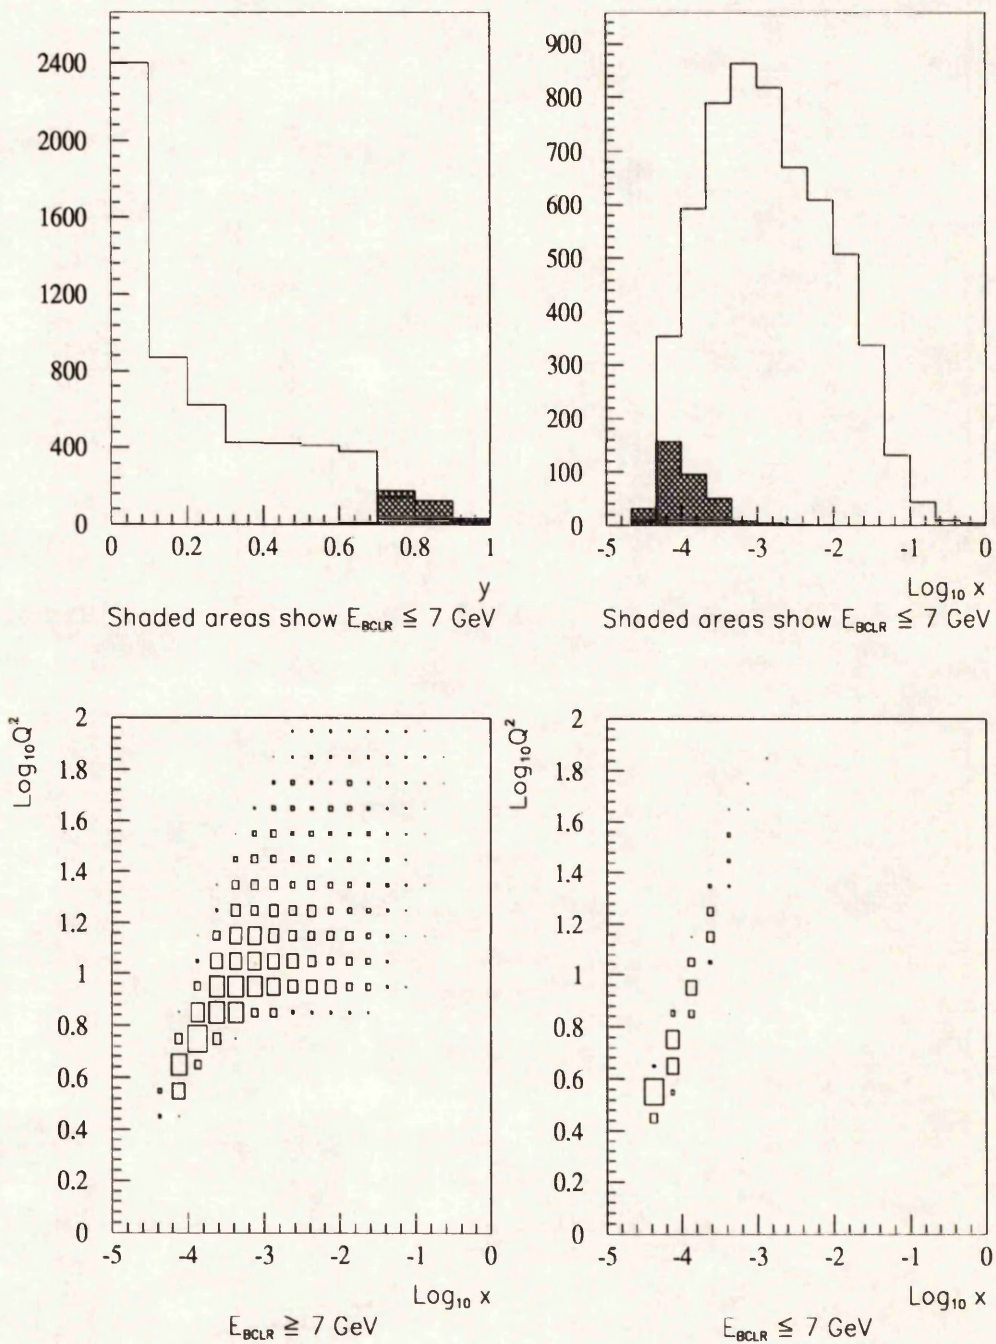 2400
2000
1600
1200
800
400
0
0 0.2 0.4 0.6 0.8 1
y
Shaded areas show E_BCLR ≦ 7 GeV
900
800
700
600
500
400
300
200
100
0
-5 -4 -3 -2 -1 0
Log₁₀ x
Shaded areas show E_BCLR ≦ 7 GeV
Log₁₀Q²
2
1.8
1.6
1.4
1.2
1
0.8
0.6
0.4
0.2
0
-5 -4 -3 -2 -1 0
Log₁₀ x
E_BCLR ≧ 7 GeV
Log₁₀Q²
2
1.8
1.6
1.4
1.2
1
0.8
0.6
0.4
0.2
0
-5 -4 -3 -2 -1 0
Log₁₀ x
E_BCLR ≦ 7 GeV